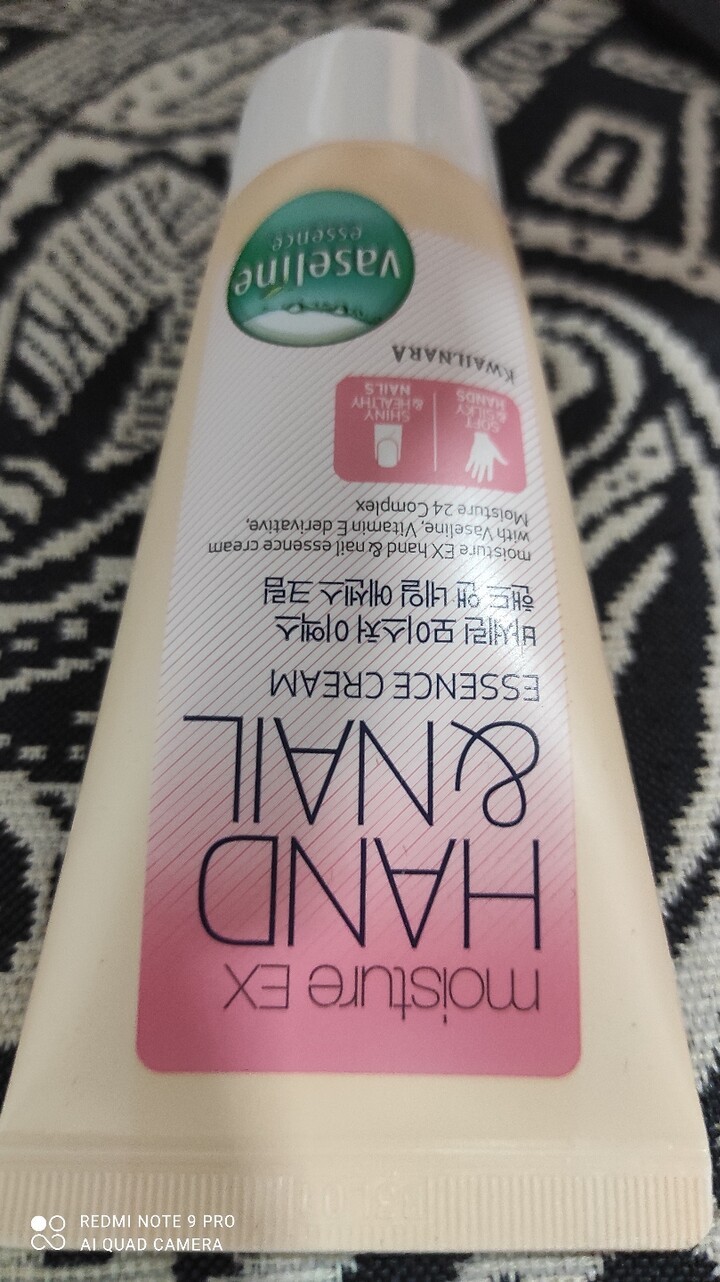 moisture EX
HAND
& NAIL
ESSENCE CREAM
바세린 모이스처 이엑스
핸드 앤 네일 에센스 크림
moisture EX hand & nail essence cream
with Vaseline, Vitamin E derivative,
Moisture 24 Complex
SOFT
& SILKY
HANDS
SHINY
& HEALTHY
NAILS
KWAILNARA
vaseline
essence
REDMI NOTE 9 PRO
AI QUAD CAMERA